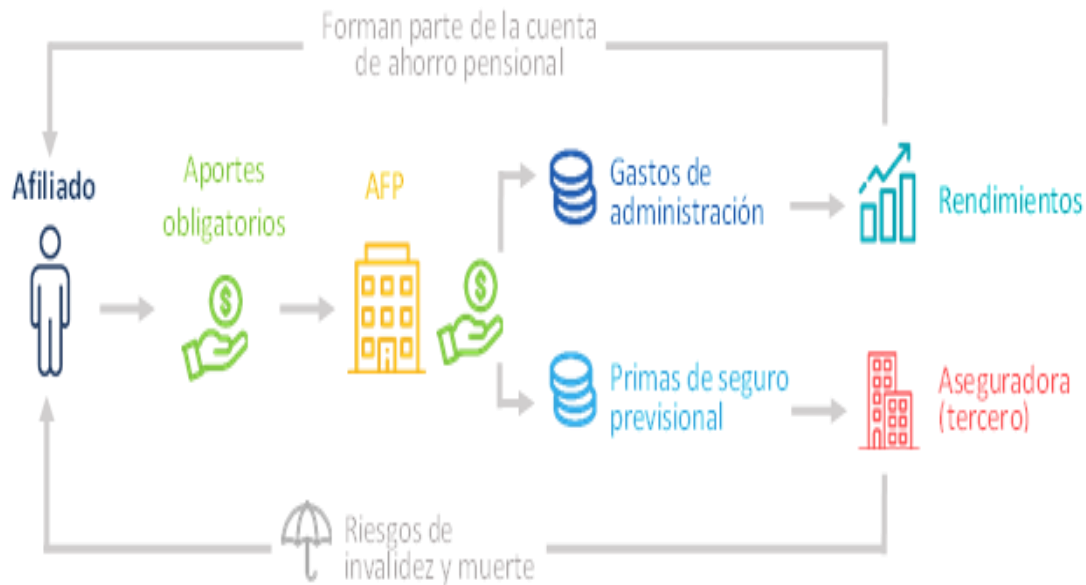 Forman parte de la cuenta
de ahorro pensional
Afiliado
Aportes
obligatorios
AFP
Gastos de
administración
Rendimientos
Primas de seguro
previsional
Aseguradora
(tercero)
Riesgos de
invalidez y muerte